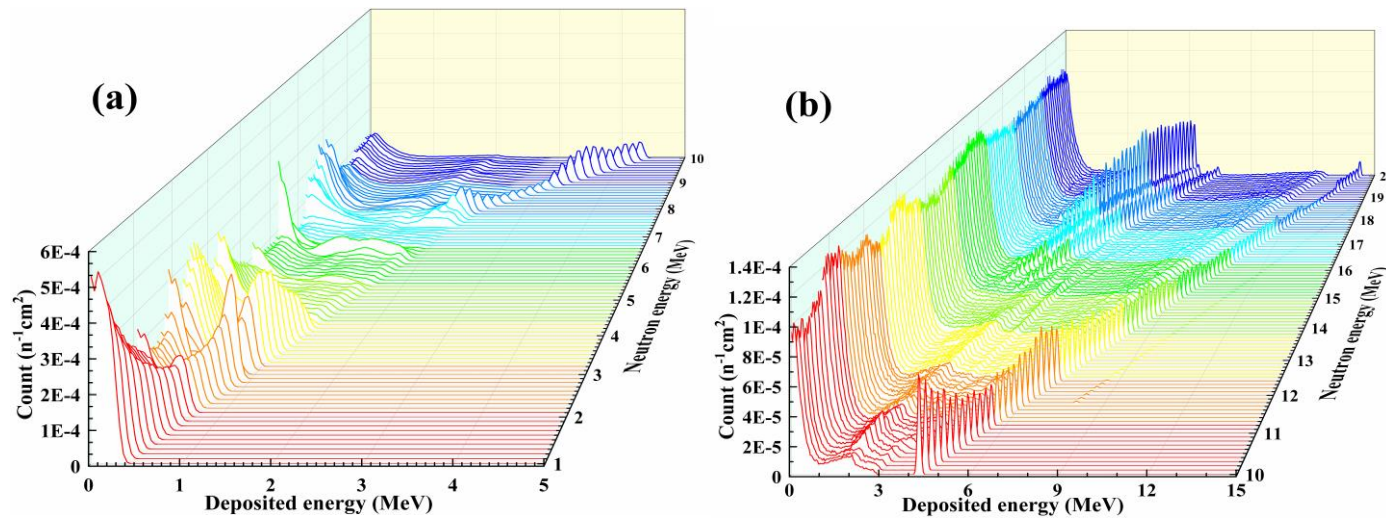 (a)
6E-4
5E-4
4E-4
3E-4
2E-4
1E-4
0
Count (n⁻¹cm²)
0 1 2 3 4 5
Deposited energy (MeV)
1
2
3
4
5
6
7
8
9
10
Neutron energy (MeV)
(b)
1.4E-4
1.2E-4
1E-4
8E-5
6E-5
4E-5
2E-5
0
Count (n⁻¹cm²)
0 3 6 9 12 15
Deposited energy (MeV)
10
11
12
13
14
15
16
17
18
19
2
Neutron energy (MeV)